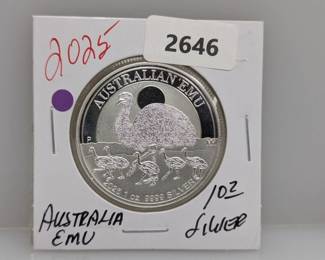 2025
2646
AUSTRALIAN EMU
P
2025 1 oz 9999 SILVER
AUSTRALIA
EMU
1oz
SILVER